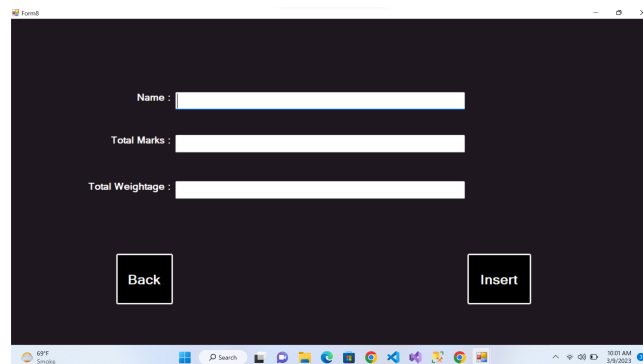 Form8
Name :
Total Marks :
Total Weightage :
Back
Insert
69°F
Smoke
Search
10:01 AM
3/9/2023